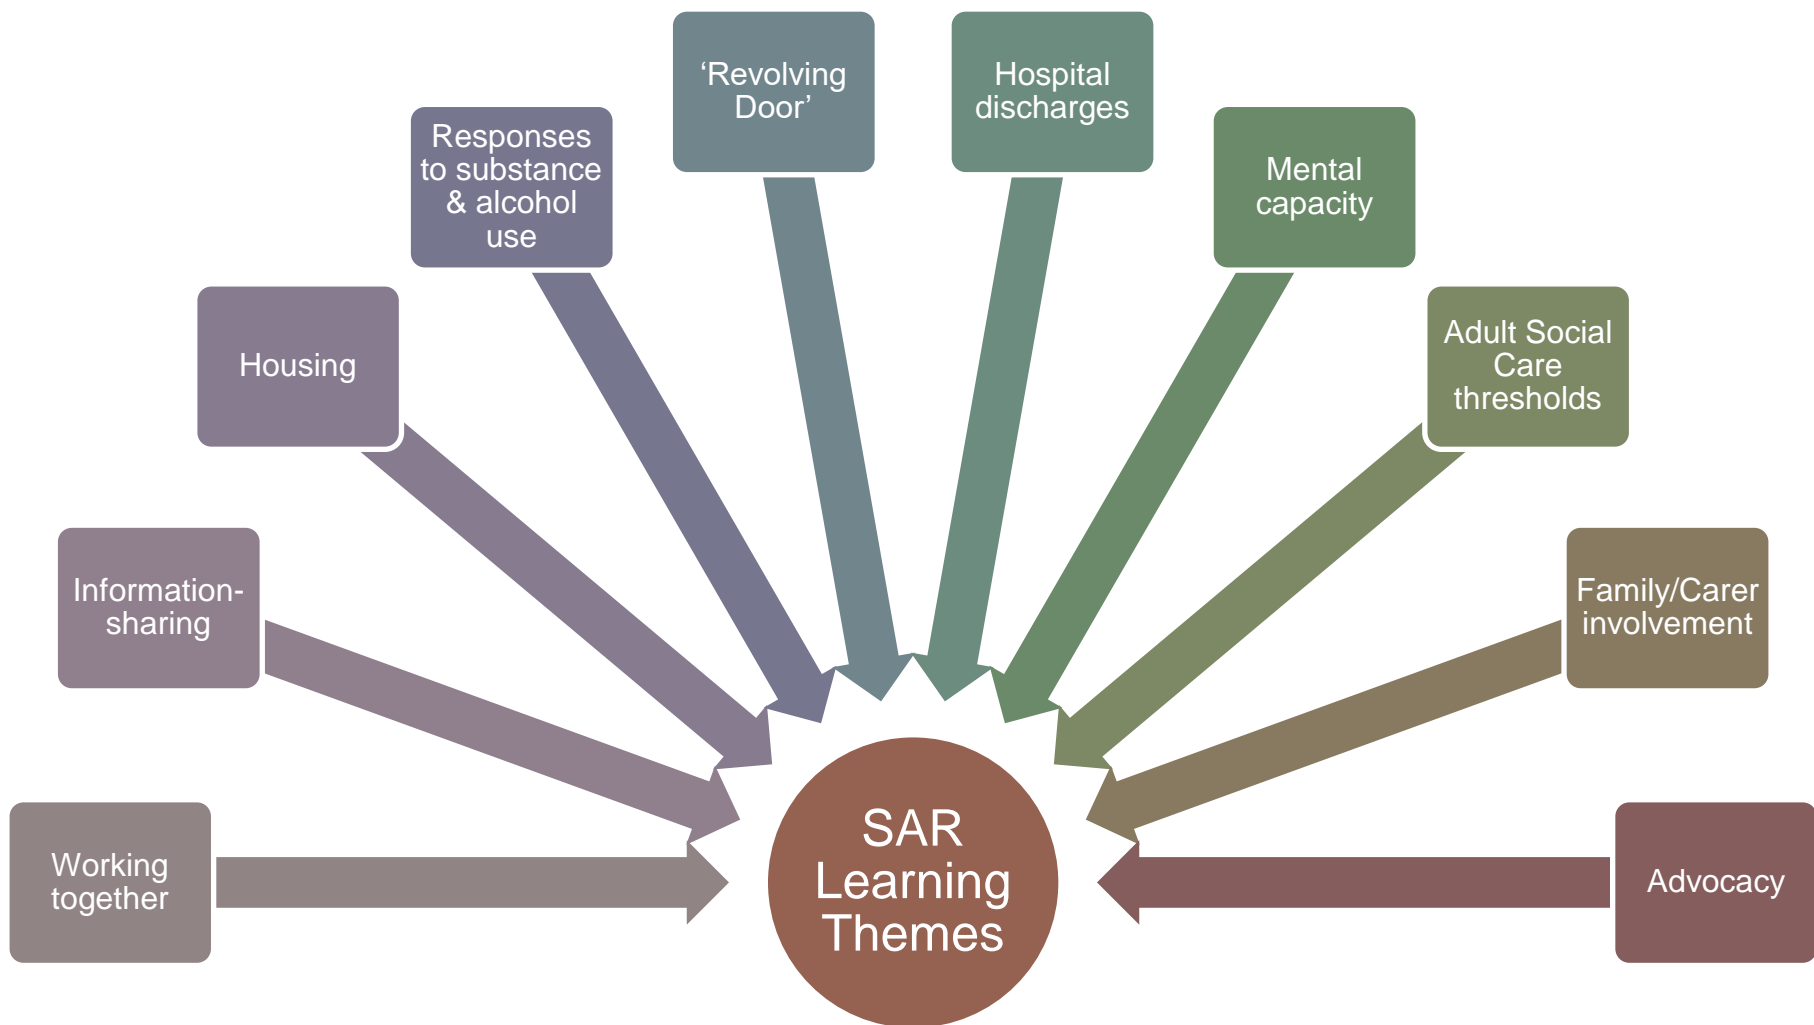 Working
together
Information-
sharing
Housing
Responses
to substance
& alcohol
use
‘Revolving
Door’
Hospital
discharges
Mental
capacity
Adult Social
Care
thresholds
Family/Carer
involvement
Advocacy
SAR
Learning
Themes